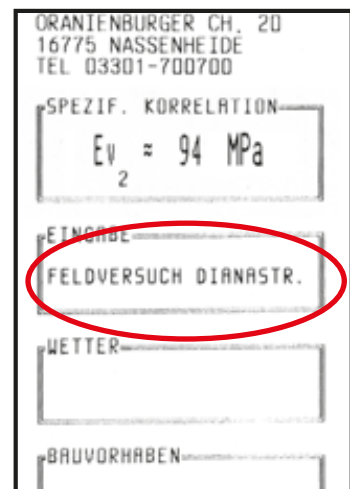 ORANIENBURGER CH. 20
16775 NASSENHEIDE
TEL 03301-700700
SPEZIF. KORRELATION
Ev2 ≈ 94 MPa
EINGABE
FELDVERSUCH DIANASTR.
WETTER
BAUVORHABEN